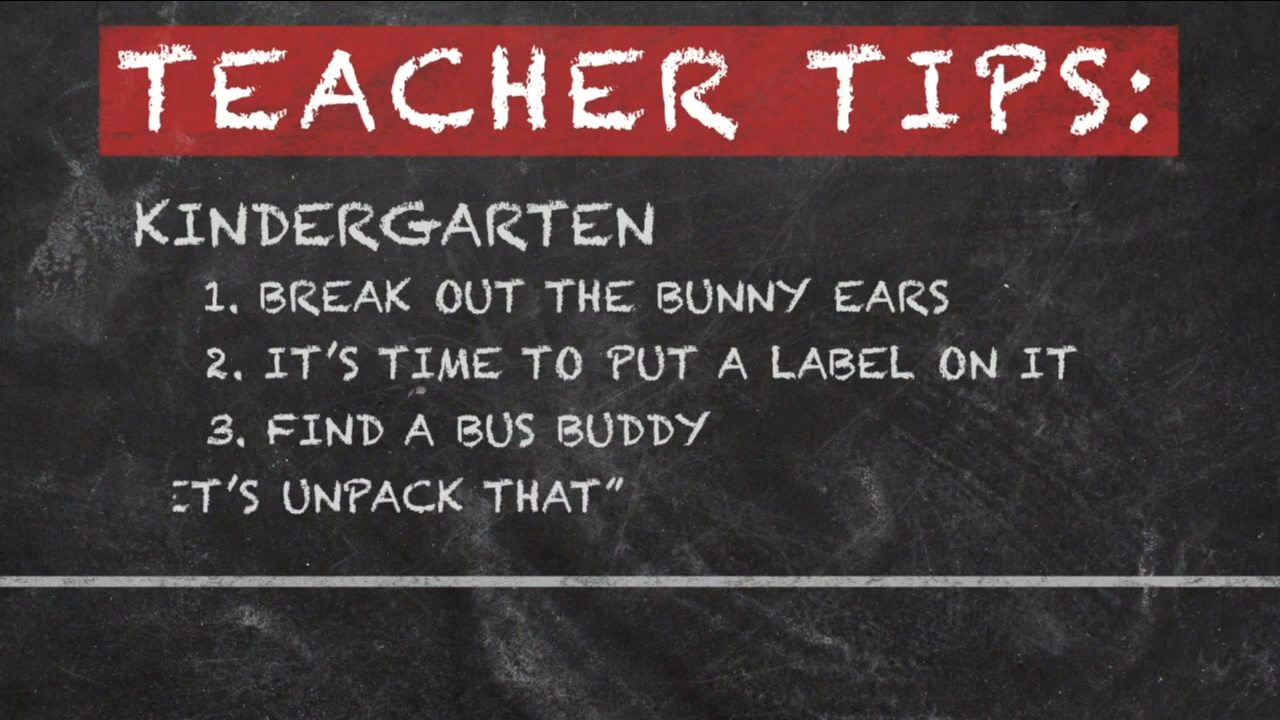 TEACHER TIPS:
KINDERGARTEN
1. BREAK OUT THE BUNNY EARS
2. IT'S TIME TO PUT A LABEL ON IT
3. FIND A BUS BUDDY
ET'S UNPACK THAT"